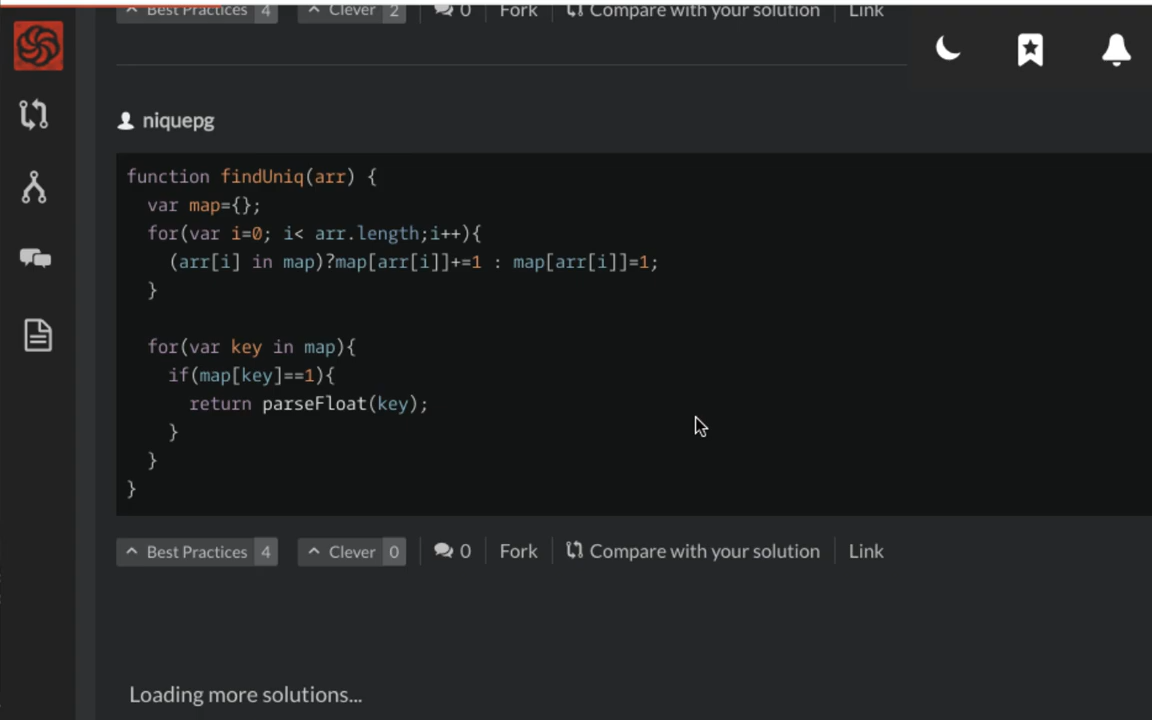 Best Practices 4 Clever 2 0 Fork Compare with your solution Link
niquepg
function findUniq(arr) {
  var map={};
  for(var i=0; i< arr.length;i++){
    (arr[i] in map)?map[arr[i]]+=1 : map[arr[i]]=1;
  }

  for(var key in map){
    if(map[key]==1){
      return parseFloat(key);
    }
  }
}
Best Practices 4 Clever 0 0 Fork Compare with your solution Link
Loading more solutions...